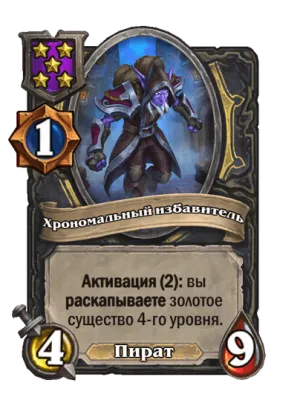 1
Хрономальный избавитель
Активация (2): вы
раскапываете золотое
существо 4-го уровня.
4
Пират
9